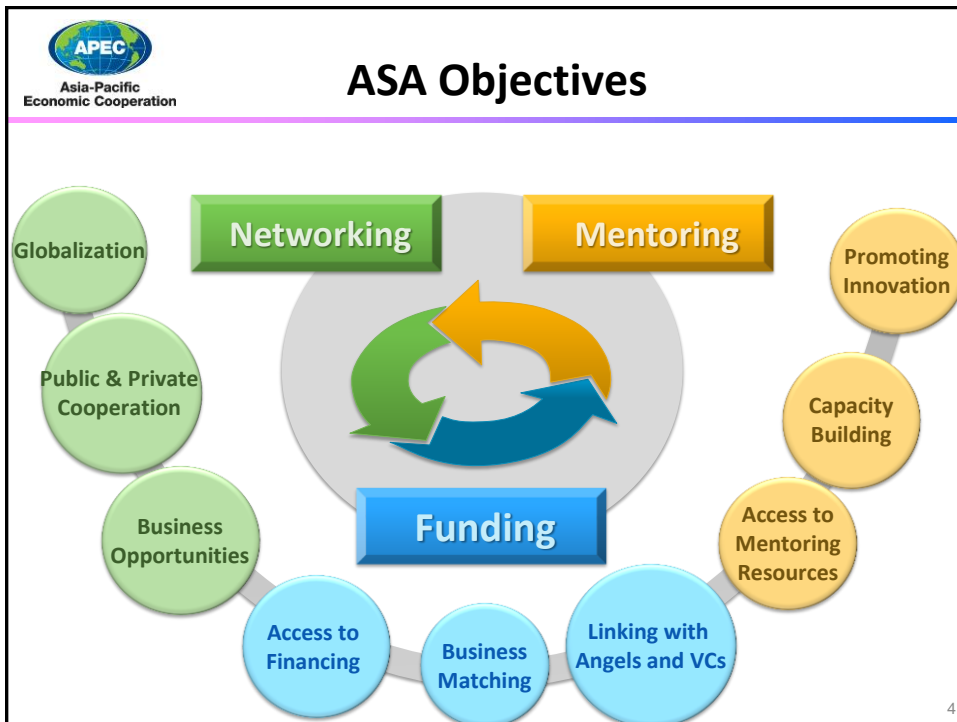 APEC
Asia-Pacific
Economic Cooperation
ASA Objectives
Networking
Mentoring
Funding
Globalization
Public & Private
Cooperation
Business
Opportunities
Access to
Financing
Business
Matching
Linking with
Angels and VCs
Access to
Mentoring
Resources
Capacity
Building
Promoting
Innovation
4